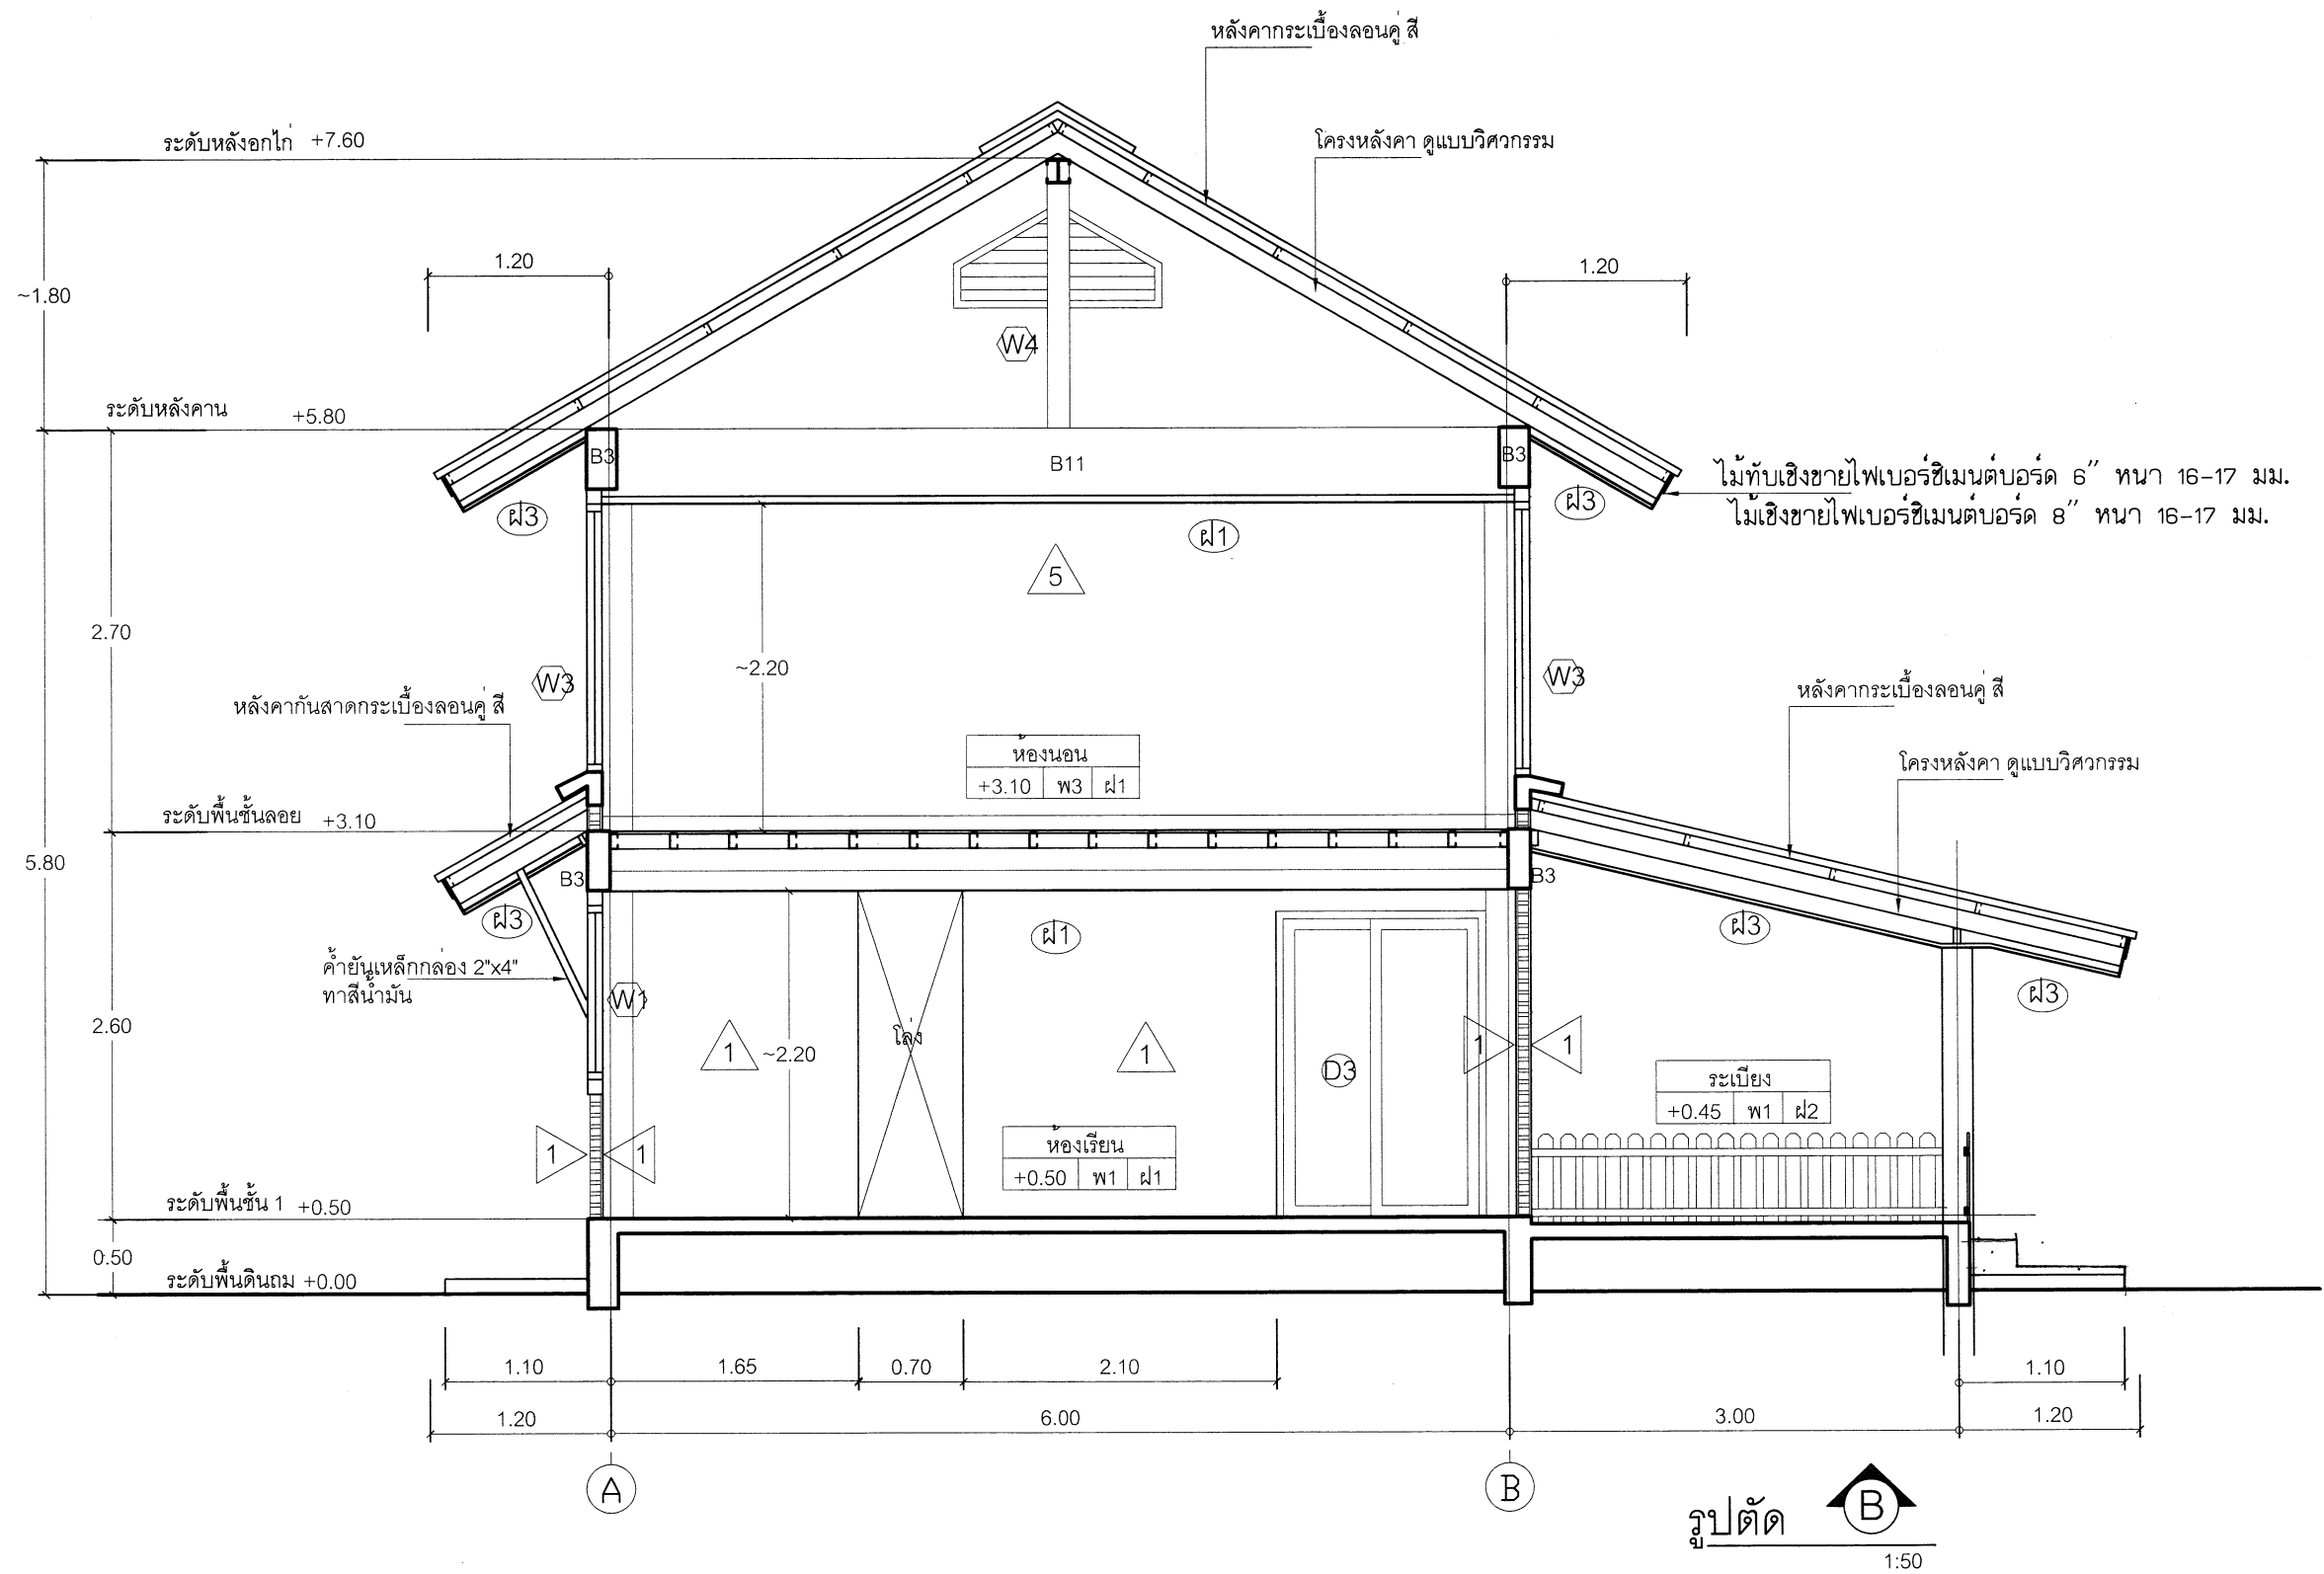 หลังคากระเบื้องลอนคู่ สี
ระดับหลังอกไก่ +7.60
โครงหลังคา ดูแบบวิศวกรรม
1.20
1.20
~1.80
W4
ระดับหลังคาน +5.80
B3
B11
B3
ไม้ทับเชิงชายไฟเบอร์ซิเมนต์บอร์ด 6" หนา 16-17 มม.
ไม้เชิงชายไฟเบอร์ซิเมนต์บอร์ด 8" หนา 16-17 มม.
ฝ3
ฝ3
ฝ1
5
2.70
~2.20
W3
W3
หลังคากันสาดกระเบื้องลอนคู่ สี
หลังคากระเบื้องลอนคู่ สี
ห้องนอน
+3.10 พ3 ฝ1
โครงหลังคา ดูแบบวิศวกรรม
ระดับพื้นชั้นลอย +3.10
5.80
B3
B3
ฝ3
ฝ1
ฝ3
ค้ำยันเหล็กกล่อง 2"x4"
ทาสีน้ำมัน
ฝ3
W1
2.60
โล่ง
1
~2.20
1
1
1
D3
ระเบียง
+0.45 พ1 ฝ2
ห้องเรียน
+0.50 พ1 ฝ1
1
1
ระดับพื้นชั้น 1 +0.50
0.50
ระดับพื้นดินถม +0.00
1.10
1.65
0.70
2.10
1.10
1.20
6.00
3.00
1.20
A
B
รูปตัด B
1:50